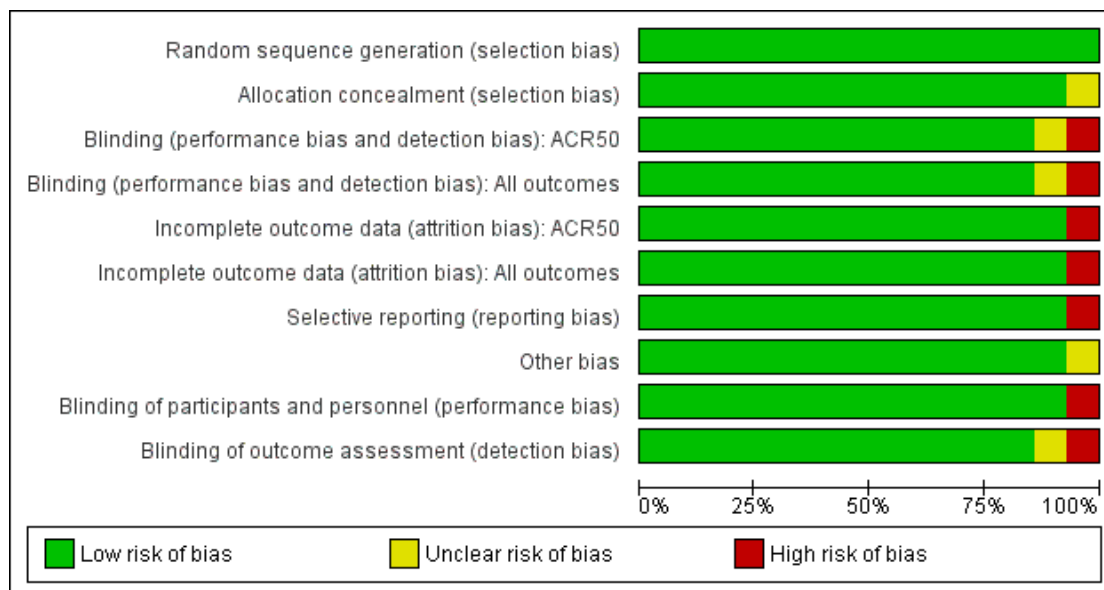 Random sequence generation (selection bias)
Allocation concealment (selection bias)
Blinding (performance bias and detection bias): ACR50
Blinding (performance bias and detection bias): All outcomes
Incomplete outcome data (attrition bias): ACR50
Incomplete outcome data (attrition bias): All outcomes
Selective reporting (reporting bias)
Other bias
Blinding of participants and personnel (performance bias)
Blinding of outcome assessment (detection bias)
0% 25% 50% 75% 100%
Low risk of bias Unclear risk of bias High risk of bias